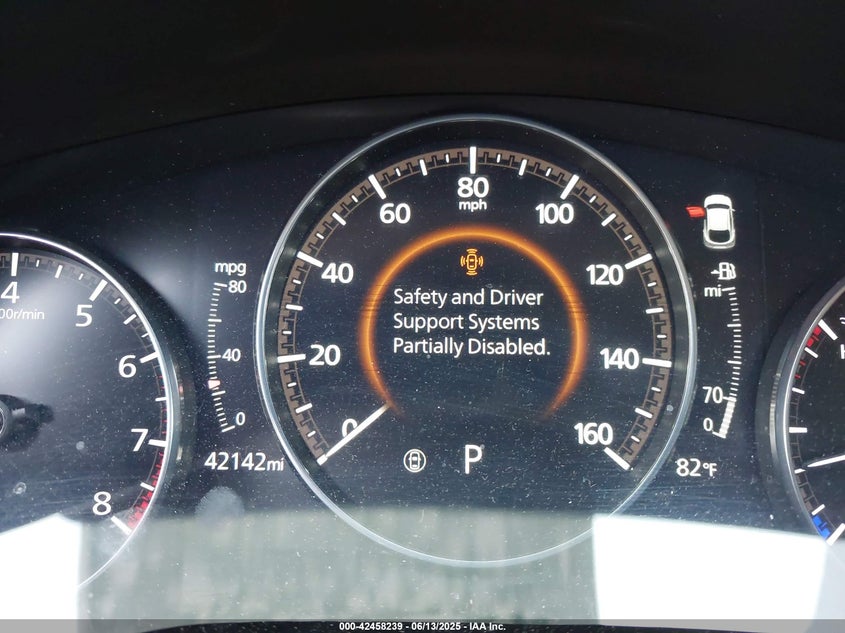 80
mph
60
100
mpg
80
4
00r/min
5
40
120
mi
Safety and Driver
Support Systems
Partially Disabled.
6
40
20
140
70
0
0
0
7
160
42142mi
P
82°F
8
H
000-42458239 - 06/13/2025 - IAA Inc.